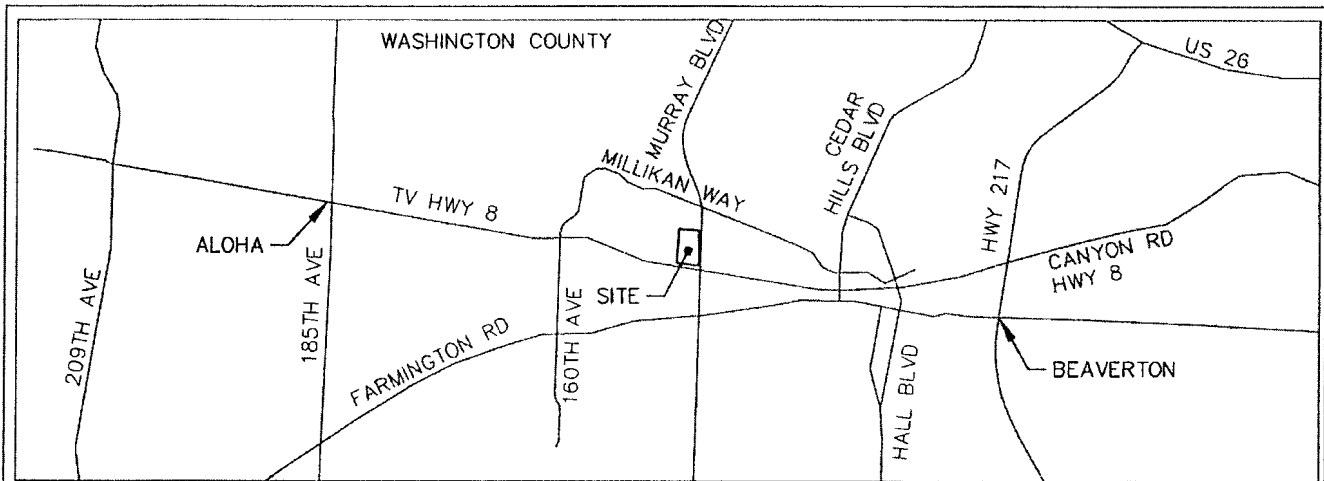 WASHINGTON COUNTY
MURRAY BLVD
US 26
CEDAR
HILLS BLVD
MILLIKAN WAY
HWY 217
TV HWY 8
ALOHA
CANYON RD
HWY 8
SITE
209TH AVE
185TH AVE
160TH AVE
FARMINGTON RD
BEAVERTON
HALL BLVD